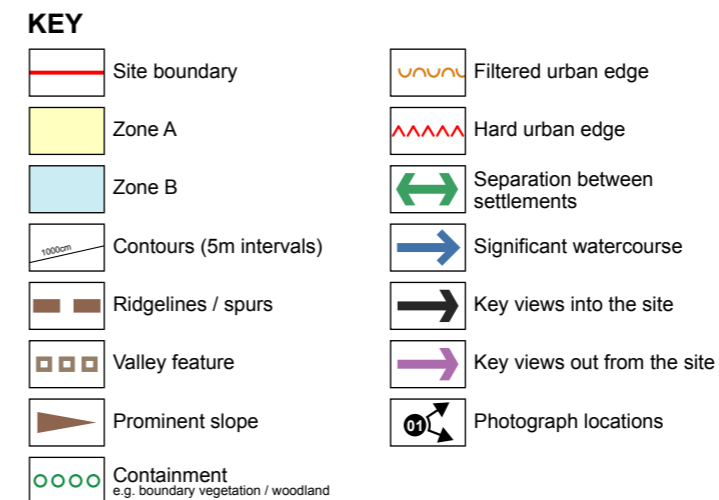 KEY
Site boundary
Zone A
Zone B
1000cm
Contours (5m intervals)
Ridgelines / spurs
Valley feature
Prominent slope
Containment
e.g. boundary vegetation / woodland
Filtered urban edge
Hard urban edge
Separation between
settlements
Significant watercourse
Key views into the site
Key views out from the site
01
Photograph locations